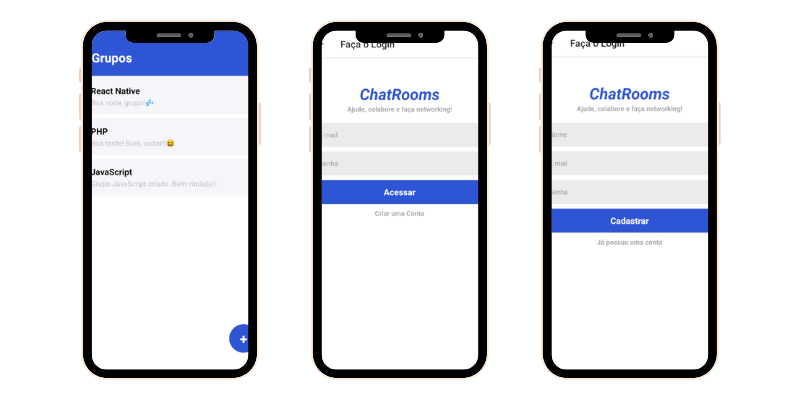 Grupos
React Native
Boa noite, grupo!💤
PHP
Boa tarde! Bora, codar!!😆
JavaScript
Grupo JavaScript criado. Bem vindo(a)!
+
Faça o Login
ChatRooms
Ajude, colabore e faça networking!
-mail
Senha
Acessar
Criar uma Conta
Faça o Login
ChatRooms
Ajude, colabore e faça networking!
Nome
-mail
Senha
Cadastrar
Já possue uma conta